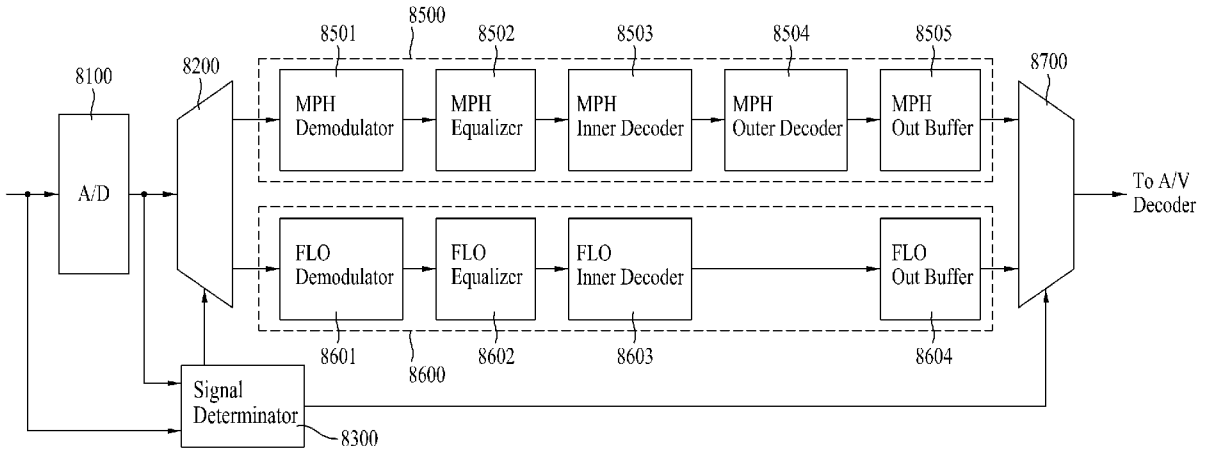 8500
8501
8502
8503
8504
8505
8200
8700
8100
MPH
Demodulator
MPH
Equalizer
MPH
Inner Decoder
MPH
Outer Decoder
MPH
Out Buffer
A/D
To A/V
Decoder
FLO
Demodulator
FLO
Equalizer
FLO
Inner Decoder
FLO
Out Buffer
8601
8600
8602
8603
8604
Signal
Determinator
8300